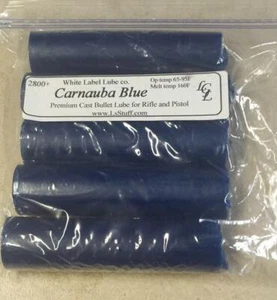 2800+
White Label Lube co.
Op temp 65-95F
Carnauba Blue
Melt temp 160F
Premium Cast Bullet Lube for Rifle and Pistol
www.LsStuff.com